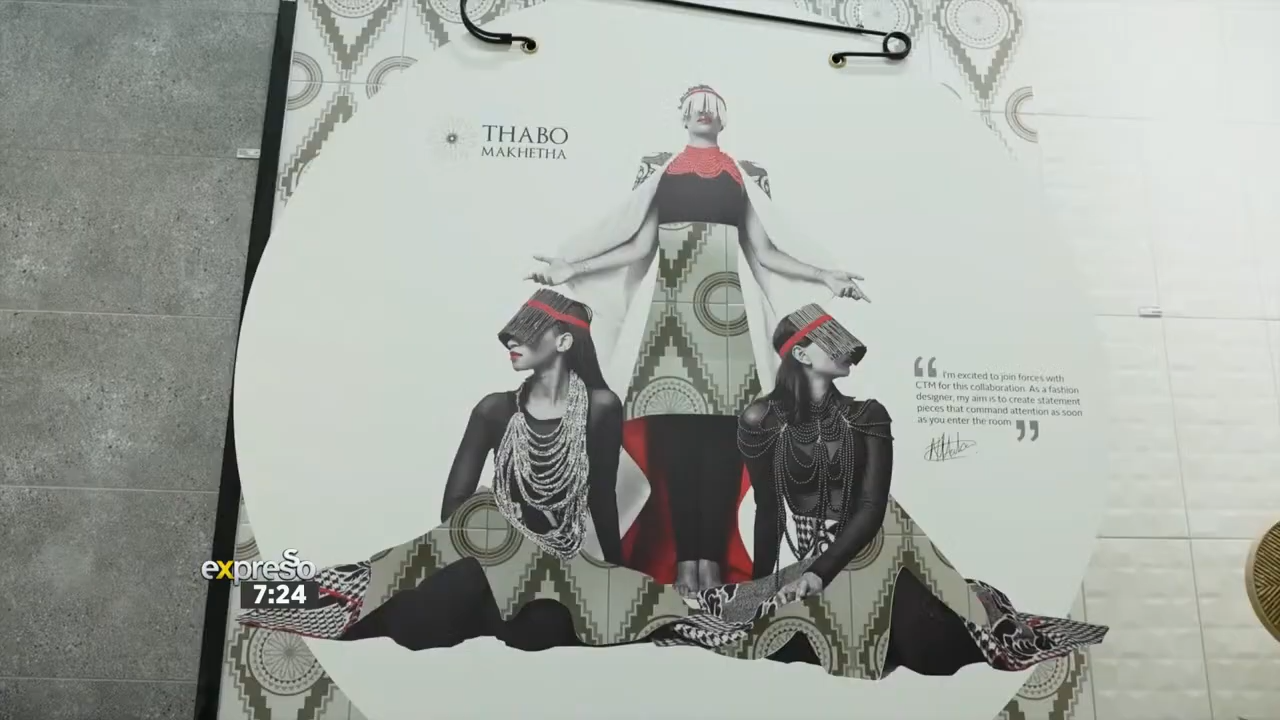 THABO
MAKHETHA
“ I'm excited to join forces with
CTM for this collaboration. As a fashion
designer, my aim is to create statement
pieces that command attention as soon
as you enter the room ”
expresso
7:24